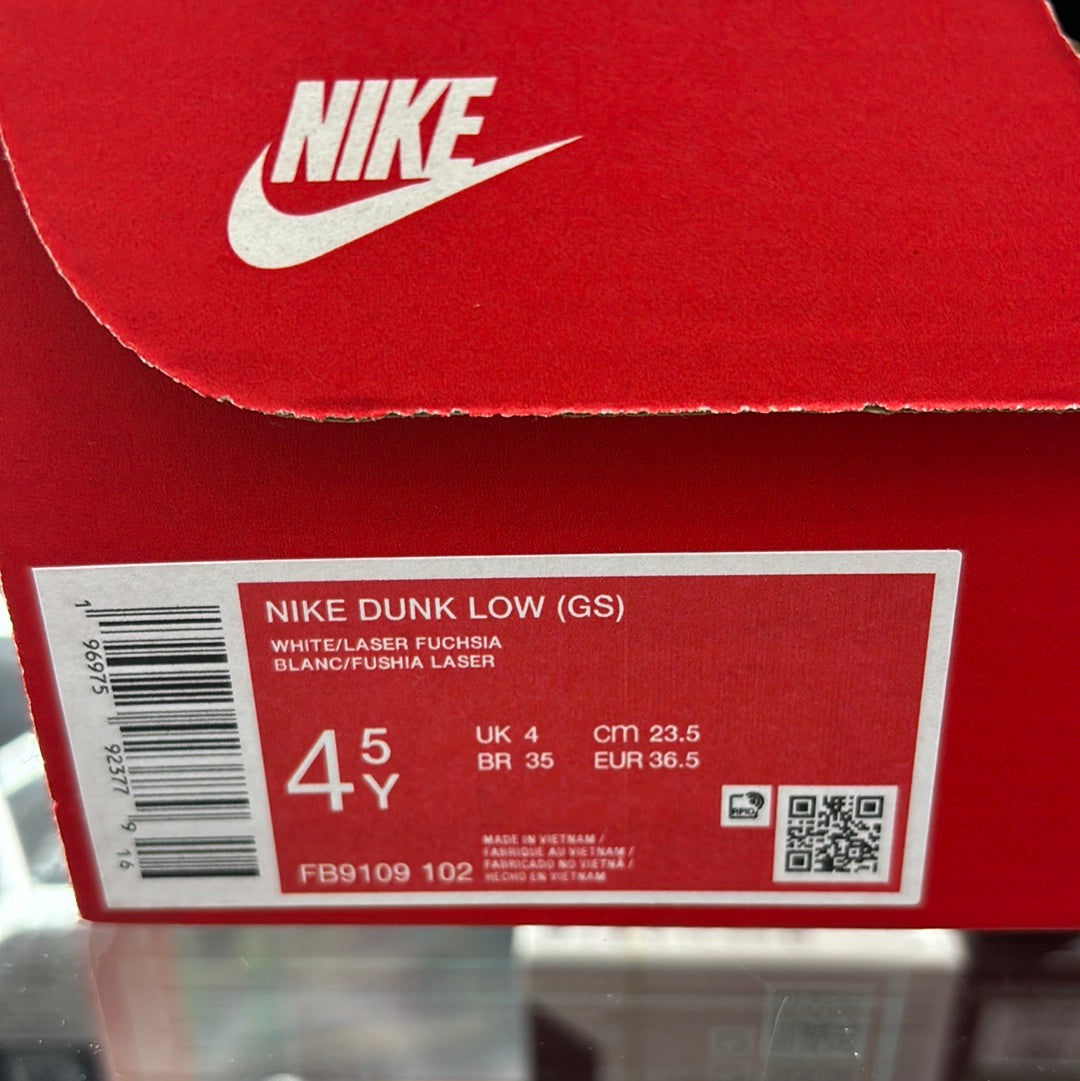 NIKE
NIKE DUNK LOW (GS)
WHITE/LASER FUCHSIA
BLANC/FUSHIA LASER
4 5 Y
UK 4 cm 23.5
BR 35 EUR 36.5
RFID
MADE IN VIETNAM /
FABRIQUE AU VIETNAM /
FABRICADO NO VIETNÃ /
HECHO EN VIETNAM
FB9109 102
1 96975 92377 9 16